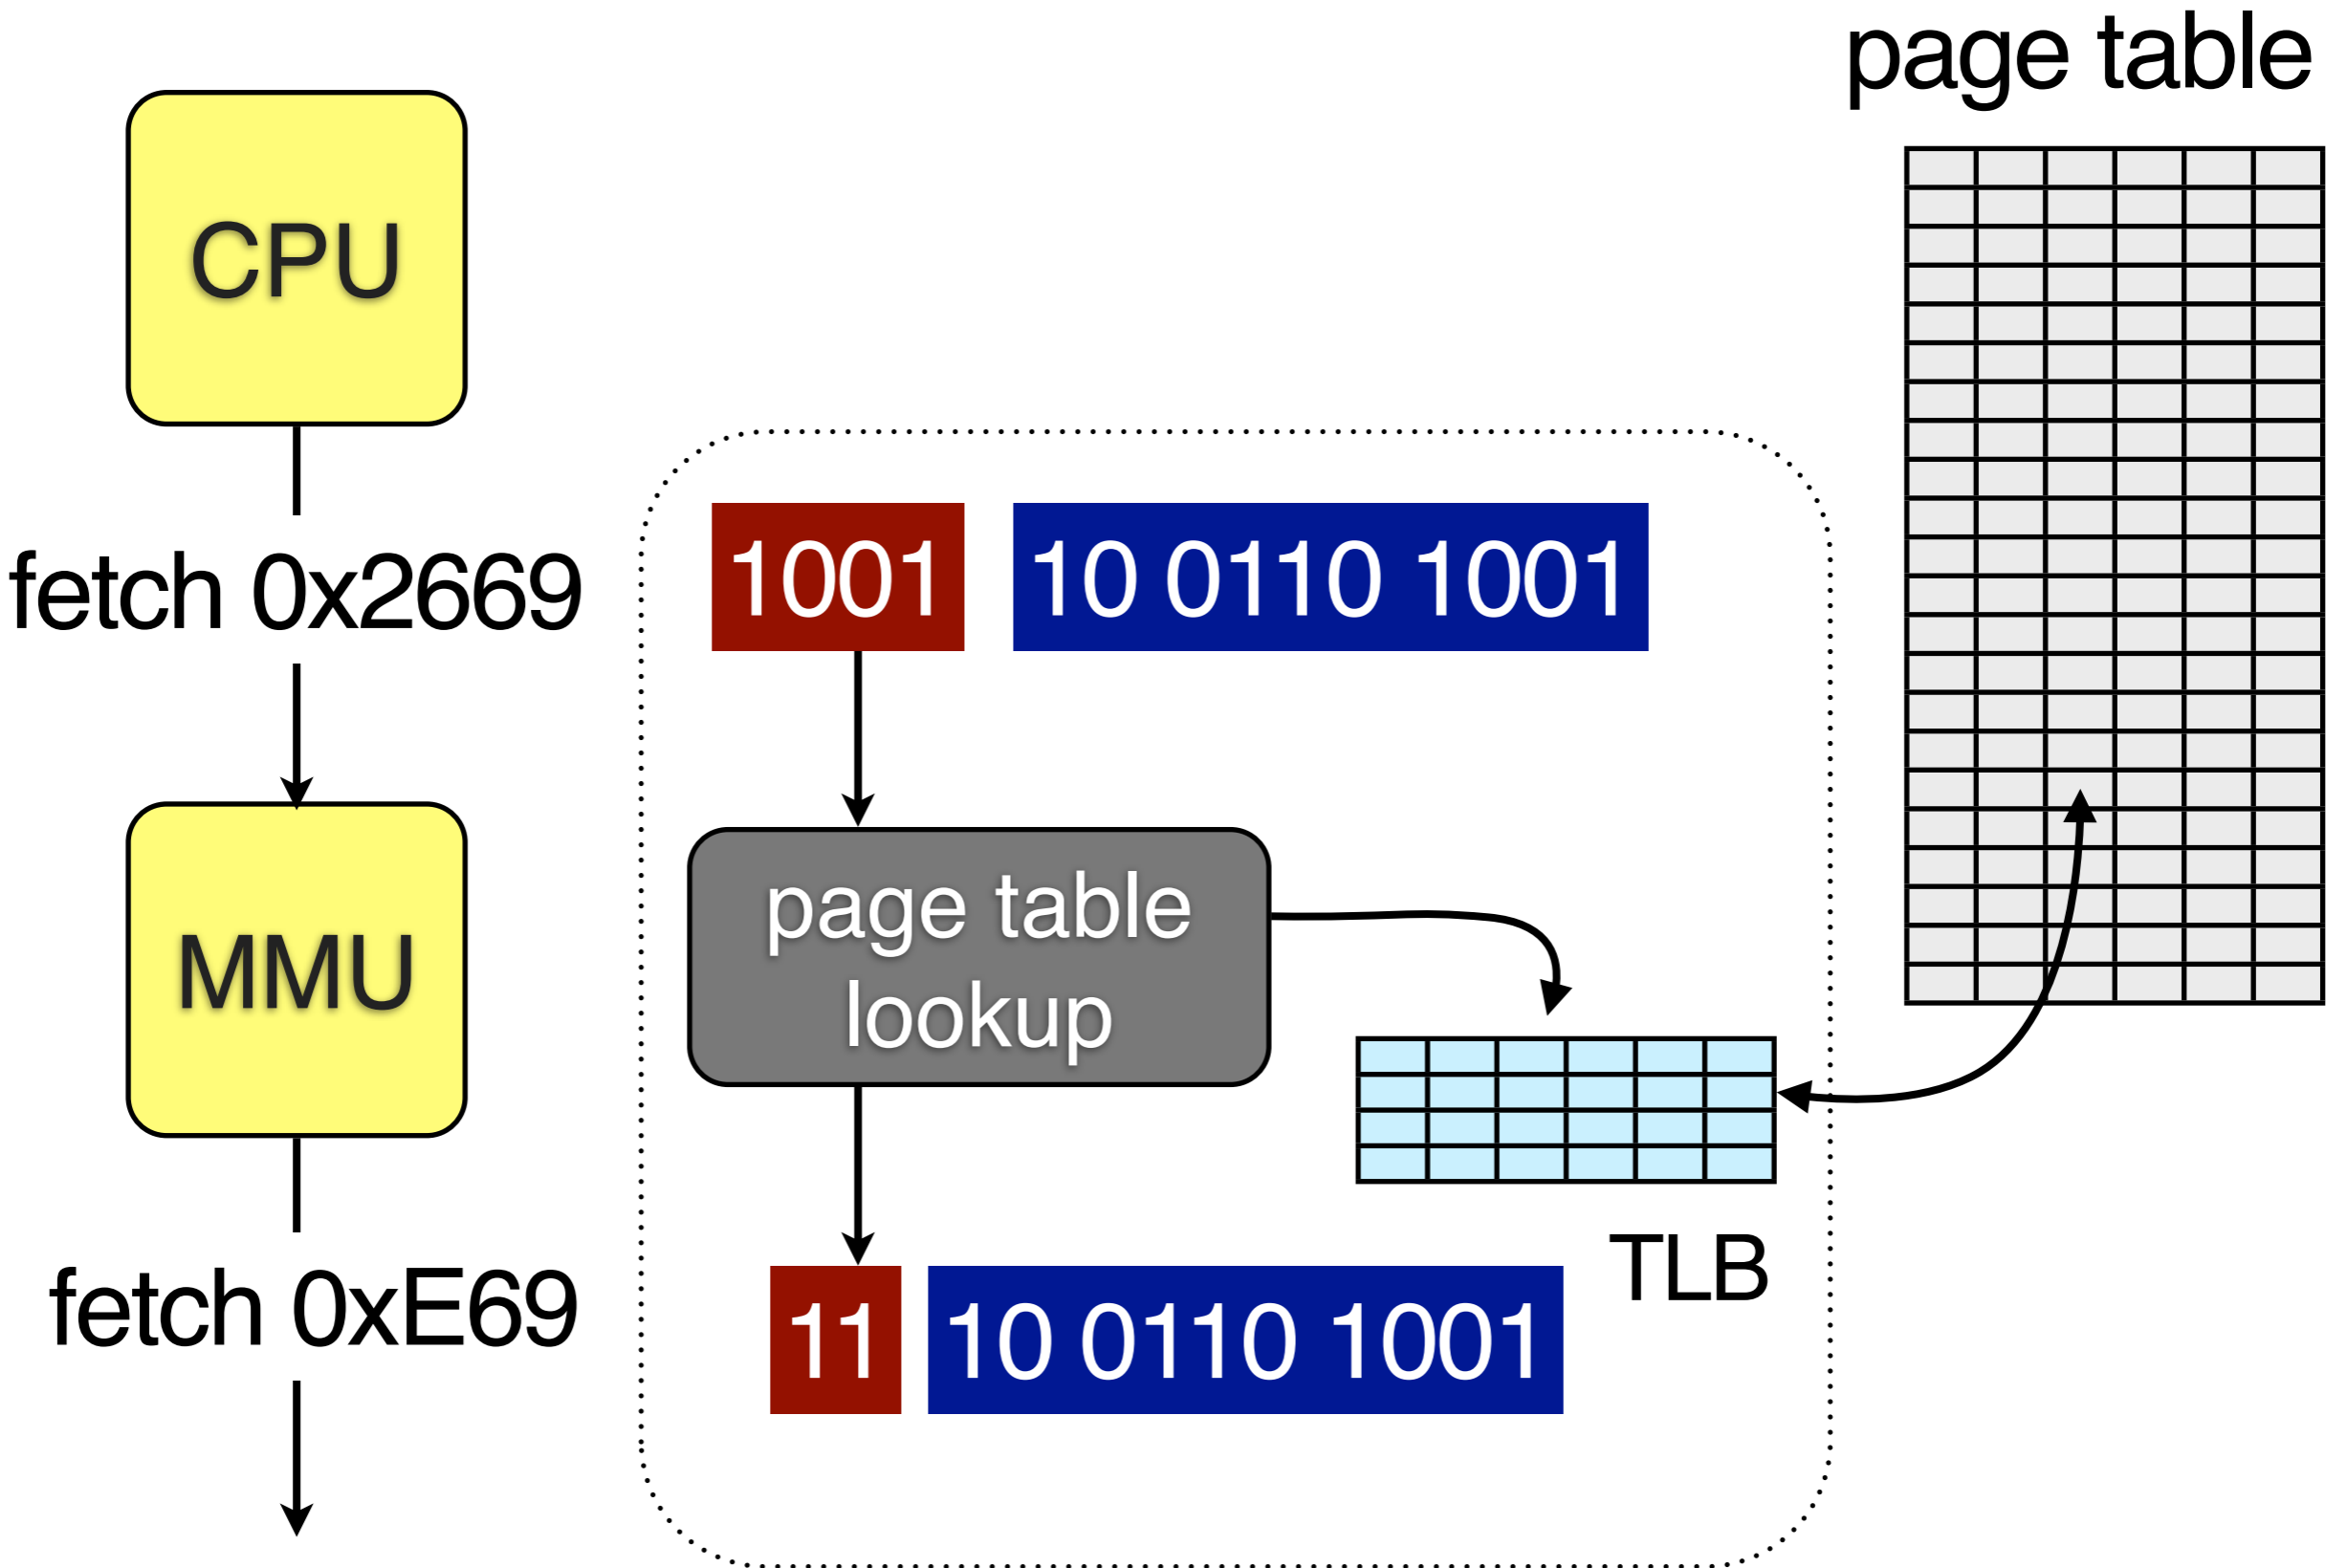 page table
CPU
fetch 0x2669
1001 10 0110 1001
MMU
page table
lookup
TLB
fetch 0xE69
11 10 0110 1001